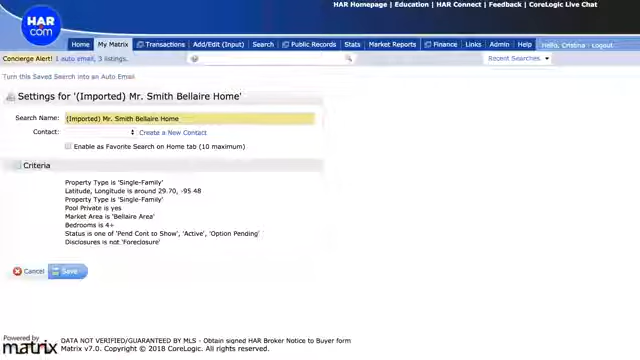 HAR Homepage | Education | HAR Connect | Feedback | CoreLogic Live Chat
HAR
com
Home My Matrix Transactions Add/Edit (Input) Search Public Records Stats Market Reports Finance Links Admin Help Hello, Cristina - Logout
Concierge Alert! 1 auto email, 3 listings.
Recent Searches
Turn this Saved Search into an Auto Email
Settings for '(Imported) Mr. Smith Bellaire Home'
Search Name: (Imported) Mr. Smith Bellaire Home
Contact: Create a New Contact
Enable as Favorite Search on Home tab (10 maximum)
Criteria
Property Type is 'Single-Family'
Latitude, Longitude is around 29.70, -95.48
Property Type is 'Single-Family'
Pool Private is yes
Market Area is 'Bellaire Area'
Bedrooms is 4+
Status is one of 'Pend Cont to Show', 'Active', 'Option Pending'
Disclosures is not 'Foreclosure'
Cancel Save
Powered by
matrix
DATA NOT VERIFIED/GUARANTEED BY MLS - Obtain signed HAR Broker Notice to Buyer form
Matrix v7.0. Copyright © 2018 CoreLogic. All rights reserved.